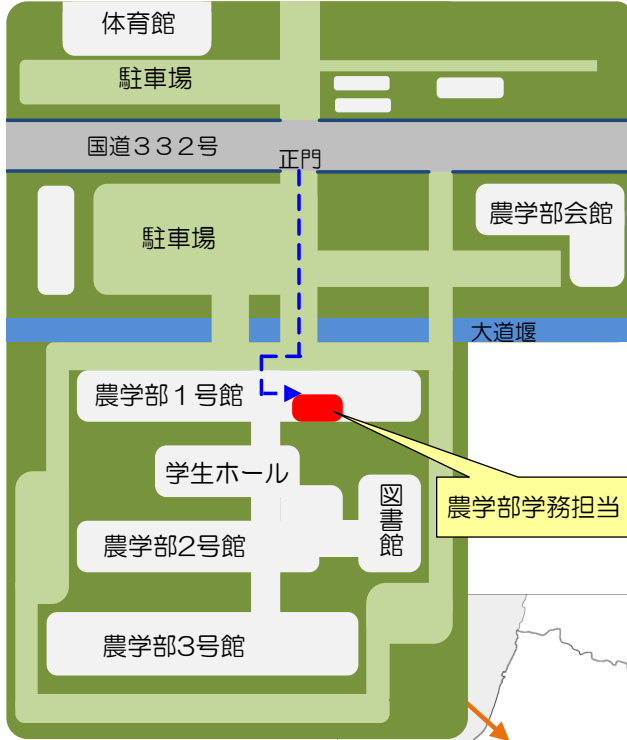 体育館
駐車場
国道３３２号
正門
農学部会館
駐車場
大道堰
農学部１号館
学生ホール
図書館
農学部学務担当
農学部2号館
農学部3号館